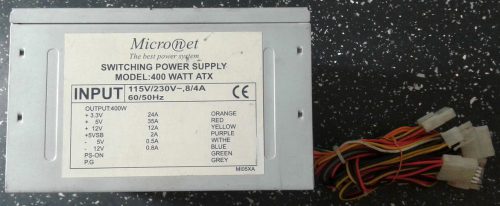 Micronet
The best power system
SWITCHING POWER SUPPLY
MODEL:400 WATT ATX
INPUT 115V/230V~,8/4A
60/50Hz
CE
OUTPUT:400W
+ 3.3V 24A ORANGE
+ 5V 35A RED
+ 12V 12A YELLOW
+5VSB 2A PURPLE
- 5V 0.5A WITHE
- 12V 0.8A BLUE
PS-ON GREEN
P.G GREY
MI05XA